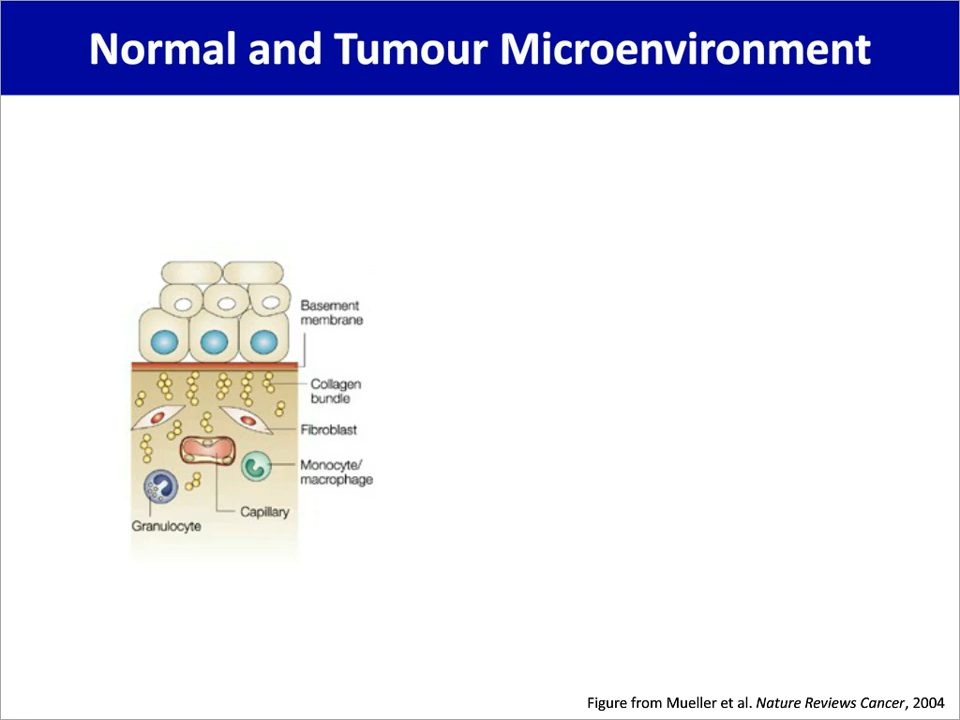 Normal and Tumour Microenvironment
Basement
membrane
Collagen
bundle
Fibroblast
Monocyte/
macrophage
Capillary
Granulocyte
Figure from Mueller et al. Nature Reviews Cancer, 2004